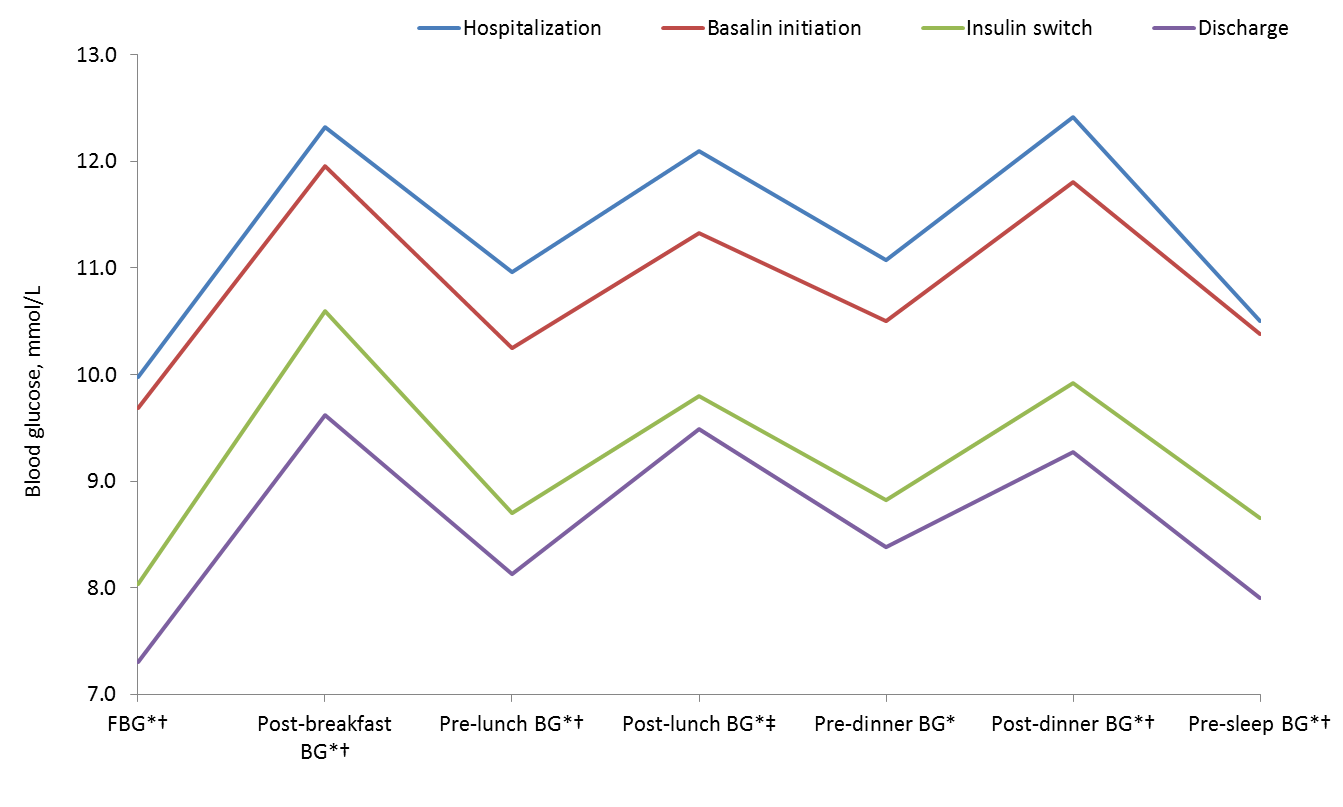 Hospitalization Basalin initiation Insulin switch Discharge
13.0
12.0
11.0
10.0
9.0
8.0
7.0
Blood glucose, mmol/L
FBG*† Post-breakfast Pre-lunch BG*† Post-lunch BG*‡ Pre-dinner BG* Post-dinner BG*† Pre-sleep BG*†
BG*†